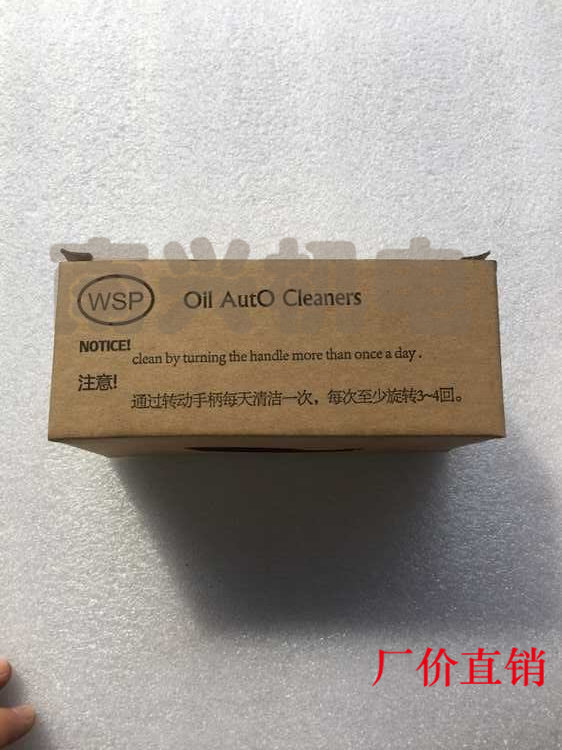 WSP
Oil AutO Cleaners
NOTICE!
clean by turning the handle more than once a day.
注意!
通过转动手柄每天清洁一次，每次至少旋转3~4回。
厂价直销